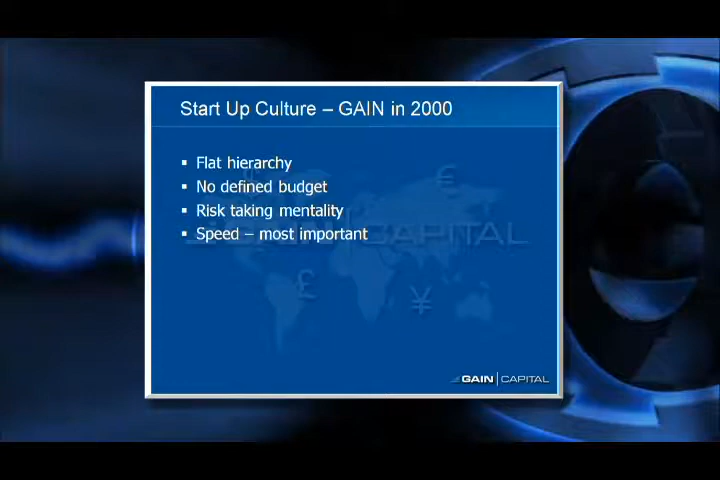 Start Up Culture – GAIN in 2000
▪ Flat hierarchy
▪ No defined budget
▪ Risk taking mentality
▪ Speed – most important
CAPITAL
€
£
¥
GAIN | CAPITAL